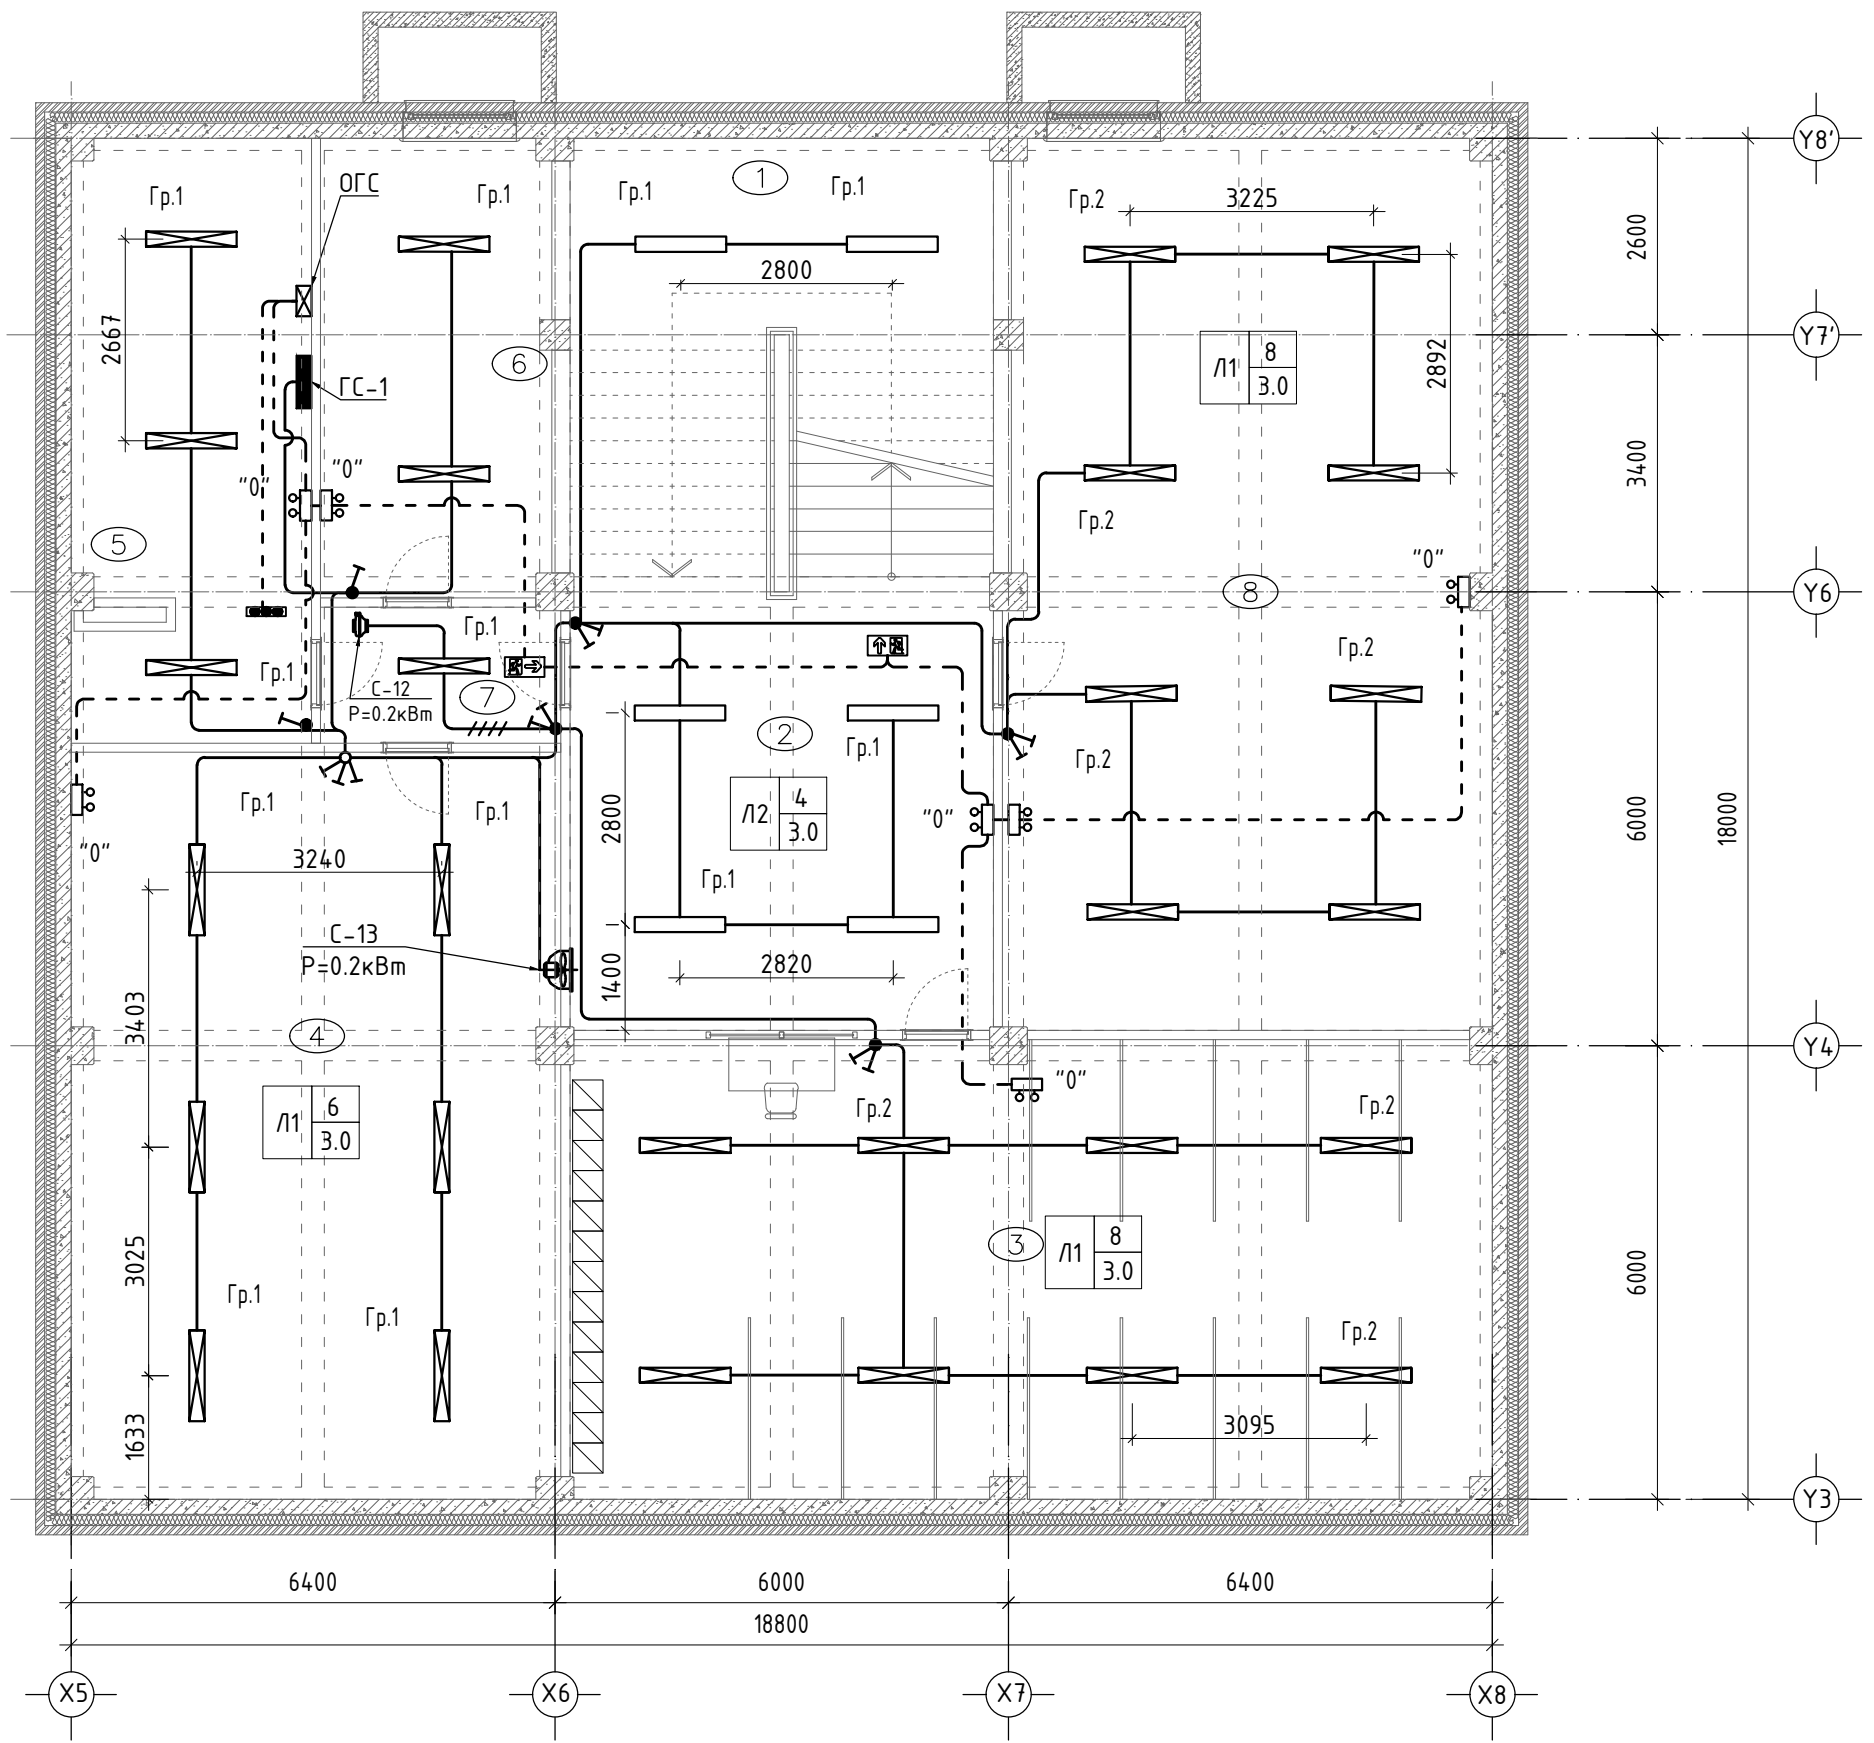 Y8'
ОГС
1
Гр.1
Гр.1
Гр.1
Гр.1
Гр.2
3225
2600
2800
2667
Y7'
6
Л1
8
3.0
2892
ГС-1
"0"
"0"
3400
Гр.2
5
"0"
8
Y6
Гр.1
Гр.2
Гр.1
С-12
Р=0.2кВт
7
2
Гр.1
Гр.2
Гр.1
Гр.1
2800
Л2
4
3.0
"0"
6000
18000
"0"
3240
Гр.1
С-13
Р=0.2кВт
2820
1400
3403
4
Y4
"0"
Л1
6
3.0
Гр.2
Гр.2
3025
Л1
8
3.0
3
6000
Гр.1
Гр.1
Гр.2
1633
3095
Y3
6400
6000
6400
18800
X5
X6
X7
X8